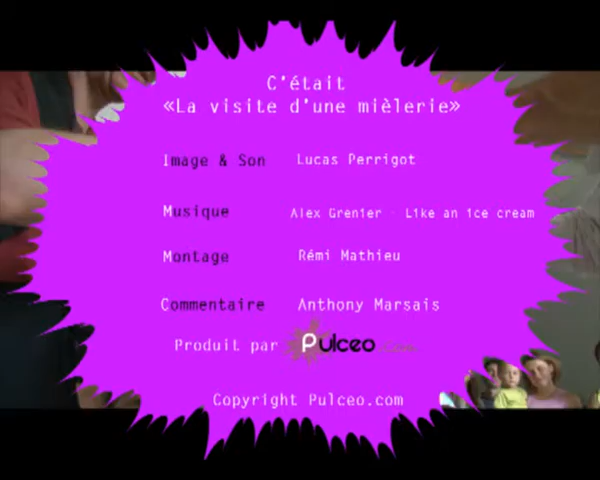 C'était
«La visite d'une mièlerie»
Image & Son Lucas Perrigot
Musique Alex Grenier - Like an ice cream
Montage Rémi Mathieu
Commentaire Anthony Marsais
Produit par Pulceo
Copyright Pulceo.com